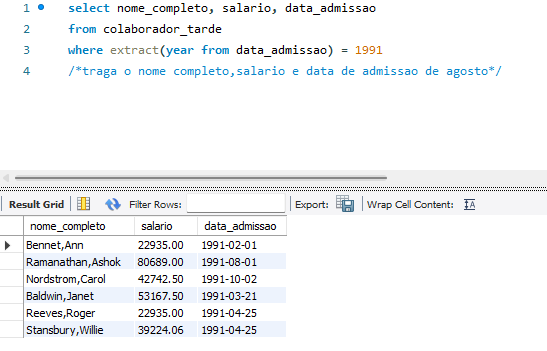 1 select nome_completo, salario, data_admissao
2 from colaborador_tarde
3 where extract(year from data_admissao) = 1991
4 /*traga o nome completo,salario e data de admissao de agosto*/
Result Grid Filter Rows: Export: Wrap Cell Content: IA
nome_completo salario data_admissao
Bennet,Ann 22935.00 1991-02-01
Ramanathan,Ashok 80689.00 1991-08-01
Nordstrom,Carol 42742.50 1991-10-02
Baldwin,Janet 53167.50 1991-03-21
Reeves,Roger 22935.00 1991-04-25
Stansbury,Willie 39224.06 1991-04-25